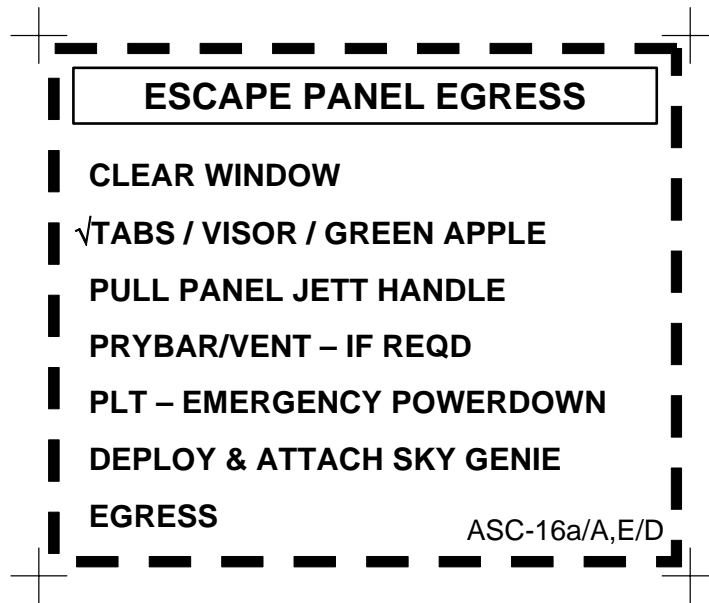 ESCAPE PANEL EGRESS
CLEAR WINDOW
√TABS / VISOR / GREEN APPLE
PULL PANEL JETT HANDLE
PRYBAR/VENT – IF REQD
PLT – EMERGENCY POWERDOWN
DEPLOY & ATTACH SKY GENIE
EGRESS
ASC-16a/A,E/D